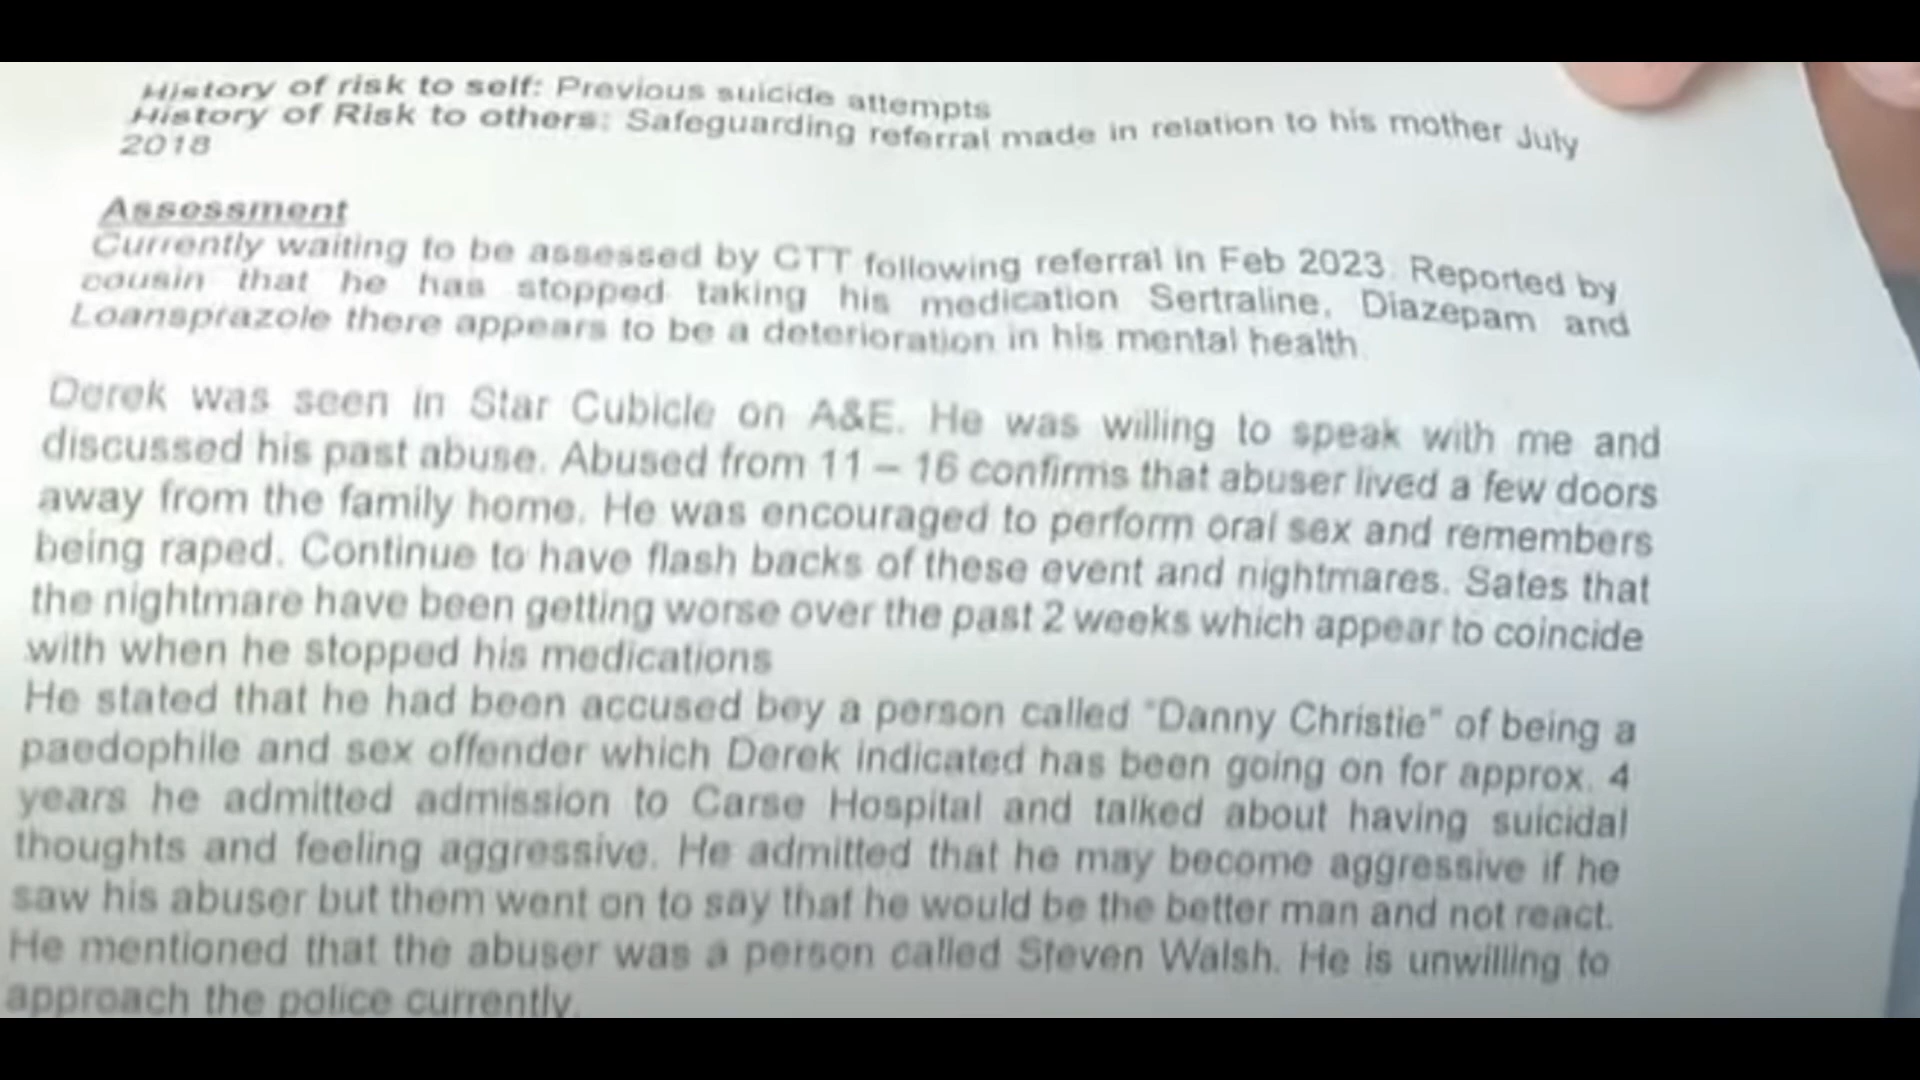 History of risk to self: Previous suicide attempts
History of Risk to others: Safeguarding referral made in relation to his mother July
2018
Assessment
Currently waiting to be assessed by CTT following referral in Feb 2023. Reported by
cousin that he has stopped taking his medication Sertraline, Diazepam and
Loansprazole there appears to be a deterioration in his mental health
Derek was seen in Star Cubicle on A&E. He was willing to speak with me and
discussed his past abuse. Abused from 11 – 16 confirms that abuser lived a few doors
away from the family home. He was encouraged to perform oral sex and remembers
being raped. Continue to have flash backs of these event and nightmares. Sates that
the nightmare have been getting worse over the past 2 weeks which appear to coincide
with when he stopped his medications
He stated that he had been accused bey a person called "Danny Christie" of being a
paedophile and sex offender which Derek indicated has been going on for approx. 4
years he admitted admission to Carse Hospital and talked about having suicidal
thoughts and feeling aggressive. He admitted that he may become aggressive if he
saw his abuser but them went on to say that he would be the better man and not react.
He mentioned that the abuser was a person called Steven Walsh. He is unwilling to
approach the police currently.